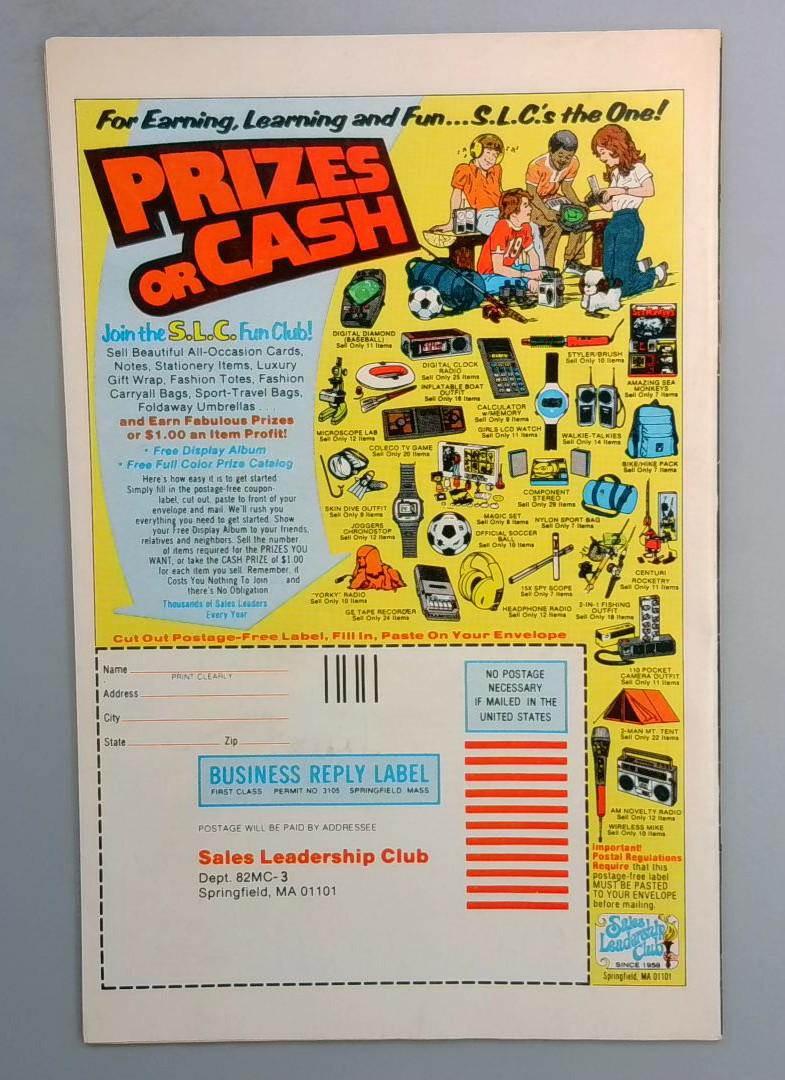 For Earning, Learning and Fun...S.L.C.'s the One!
PRIZES
OR CASH
Join the S.L.C. Fun Club!
Sell Beautiful All-Occasion Cards,
Notes, Stationery Items, Luxury
Gift Wrap, Fashion Totes, Fashion
Carryall Bags, Sport-Travel Bags,
Foldaway Umbrellas . . .
and Earn Fabulous Prizes
or $1.00 an Item Profit!
• Free Display Album
• Free Full Color Prize Catalog
Here's how easy it is to get started
Simply fill in the postage-free coupon-
label, cut out, paste to front of your
envelope and mail. We'll rush you
everything you need to get started. Show
your Free Display Album to your friends,
relatives and neighbors. Sell the number
of items required for the PRIZES YOU
WANT, or take the CASH PRIZE of $1.00
for each item you sell. Remember, it
Costs You Nothing To Join and
there's No Obligation
Thousands of Sales Leaders
Every Year
19
DIGITAL DIAMOND
(BASEBALL)
Sell Only 11 Items
DIGITAL CLOCK
RADIO
Sell Only 25 Items
STYLER/BRUSH
Sell Only 10 Items
AMAZING SEA
MONKEYS
Sell Only 7 Items
INFLATABLE BOAT
OUTFIT
Sell Only 16 Items
CALCULATOR
w/MEMORY
Sell Only 9 Items
GIRLS LCD WATCH
Sell Only 11 Items
WALKIE-TALKIES
Sell Only 14 Items
MICROSCOPE LAB
Sell Only 12 Items
COLECO TV GAME
Sell Only 20 Items
BIKE/HIKE PACK
Sell Only 7 Items
SKIN DIVE OUTFIT
Sell Only 9 Items
MAGIC SET
Sell Only 8 Items
COMPONENT
STEREO
Sell Only 29 Items
NYLON SPORT BAG
Sell Only 7 Items
JOGGERS
CHRONOSTOP
Sell Only 12 Items
OFFICIAL SOCCER
BALL
Sell Only 10 Items
CENTURI
ROCKETRY
Sell Only 11 Items
"YORKY" RADIO
Sell Only 10 Items
15X SPY SCOPE
Sell Only 7 Items
GE TAPE RECORDER
Sell Only 24 Items
HEADPHONE RADIO
Sell Only 12 Items
2-IN-1 FISHING
OUTFIT
Sell Only 18 Items
110 POCKET
CAMERA OUTFIT
Sell Only 11 Items
2-MAN MT. TENT
Sell Only 22 Items
AM NOVELTY RADIO
Sell Only 12 Items
WIRELESS MIKE
Sell Only 10 Items
Cut Out Postage-Free Label, Fill In, Paste On Your Envelope
Name
PRINT CLEARLY
Address
City
State Zip
NO POSTAGE
NECESSARY
IF MAILED IN THE
UNITED STATES
BUSINESS REPLY LABEL
FIRST CLASS PERMIT NO 3105 SPRINGFIELD MASS
POSTAGE WILL BE PAID BY ADDRESSEE
Sales Leadership Club
Dept. 82MC-3
Springfield, MA 01101
Important!
Postal Regulations
Require that this
postage-free label
MUST BE PASTED
TO YOUR ENVELOPE
before mailing.
Sales
Leadership
Club
SINCE 1958
Springfield, MA 01101